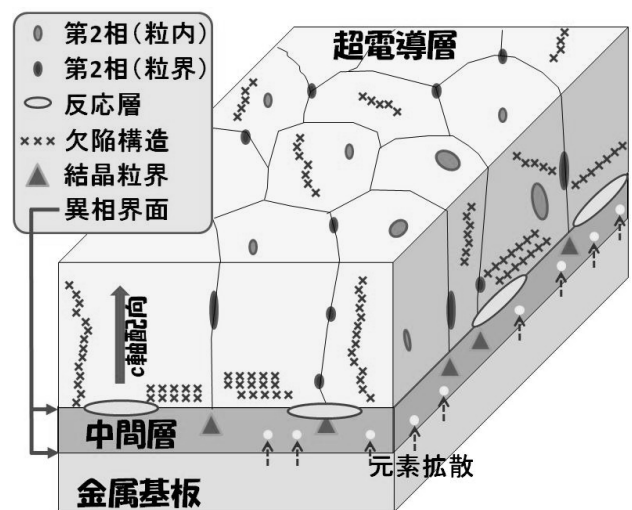 第2相(粒内)
第2相(粒界)
反応層
欠陥構造
結晶粒界
異相界面
超電導層
c軸配向
中間層
元素拡散
金属基板